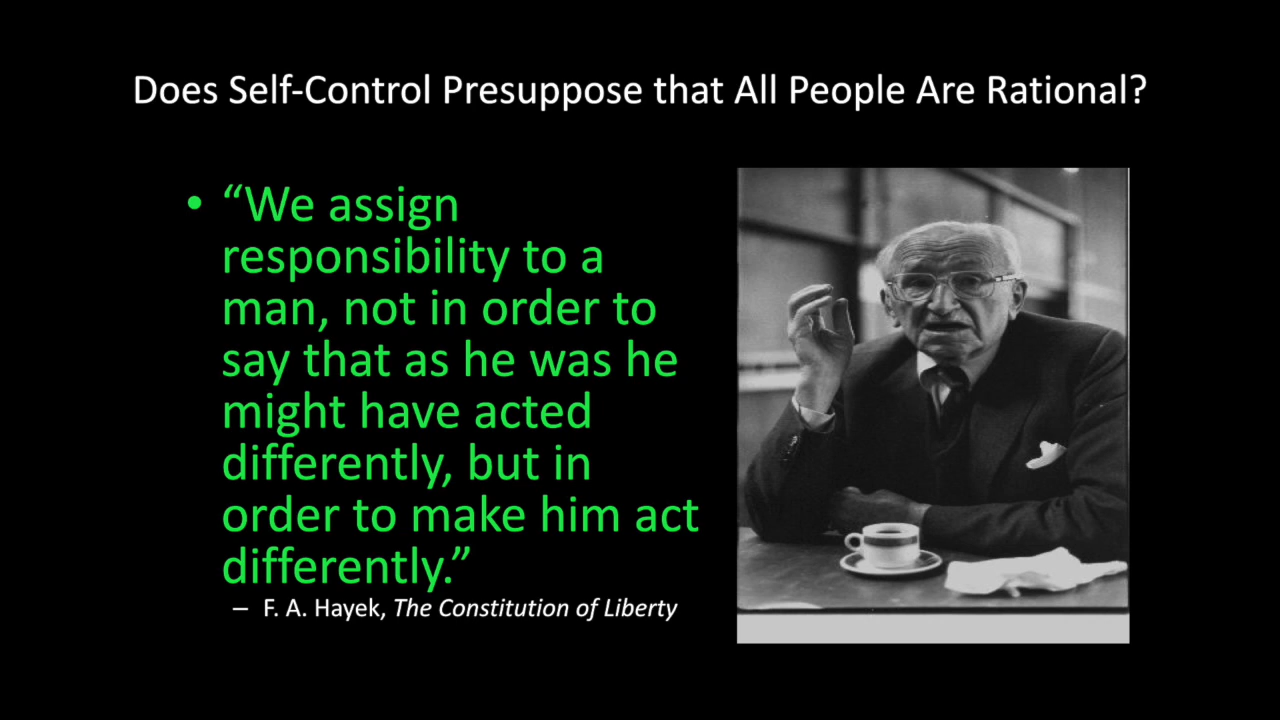 Does Self-Control Presuppose that All People Are Rational?
• “We assign
responsibility to a
man, not in order to
say that as he was he
might have acted
differently, but in
order to make him act
differently.”
– F. A. Hayek, The Constitution of Liberty